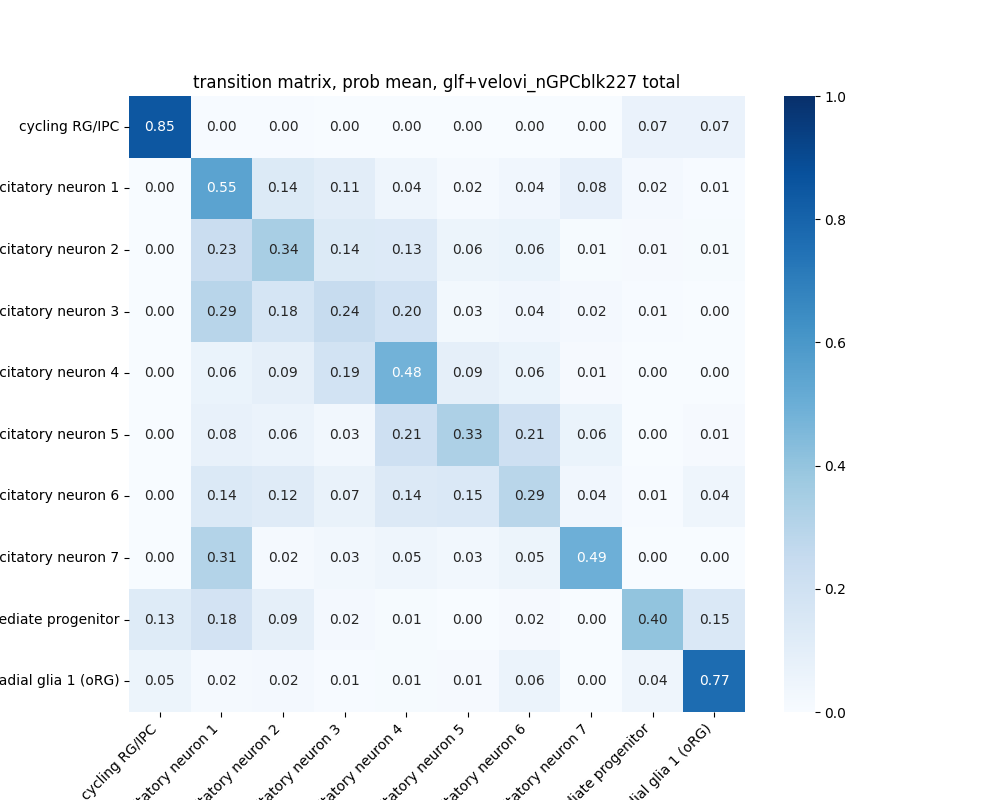 transition matrix, prob mean, glf+velovi_nGPCblk227 total
cycling RG/IPC 0.85 0.00 0.00 0.00 0.00 0.00 0.00 0.00 0.07 0.07
citatory neuron 1 0.00 0.55 0.14 0.11 0.04 0.02 0.04 0.08 0.02 0.01
citatory neuron 2 0.00 0.23 0.34 0.14 0.13 0.06 0.06 0.01 0.01 0.01
citatory neuron 3 0.00 0.29 0.18 0.24 0.20 0.03 0.04 0.02 0.01 0.00
citatory neuron 4 0.00 0.06 0.09 0.19 0.48 0.09 0.06 0.01 0.00 0.00
citatory neuron 5 0.00 0.08 0.06 0.03 0.21 0.33 0.21 0.06 0.00 0.01
citatory neuron 6 0.00 0.14 0.12 0.07 0.14 0.15 0.29 0.04 0.01 0.04
citatory neuron 7 0.00 0.31 0.02 0.03 0.05 0.03 0.05 0.49 0.00 0.00
ediate progenitor 0.13 0.18 0.09 0.02 0.01 0.00 0.02 0.00 0.40 0.15
adial glia 1 (oRG) 0.05 0.02 0.02 0.01 0.01 0.01 0.06 0.00 0.04 0.77
cycling RG/IPC
tatory neuron 1
tatory neuron 2
tatory neuron 3
tatory neuron 4
tatory neuron 5
tatory neuron 6
tatory neuron 7
diate progenitor
dial glia 1 (oRG)
1.0
0.8
0.6
0.4
0.2
0.0